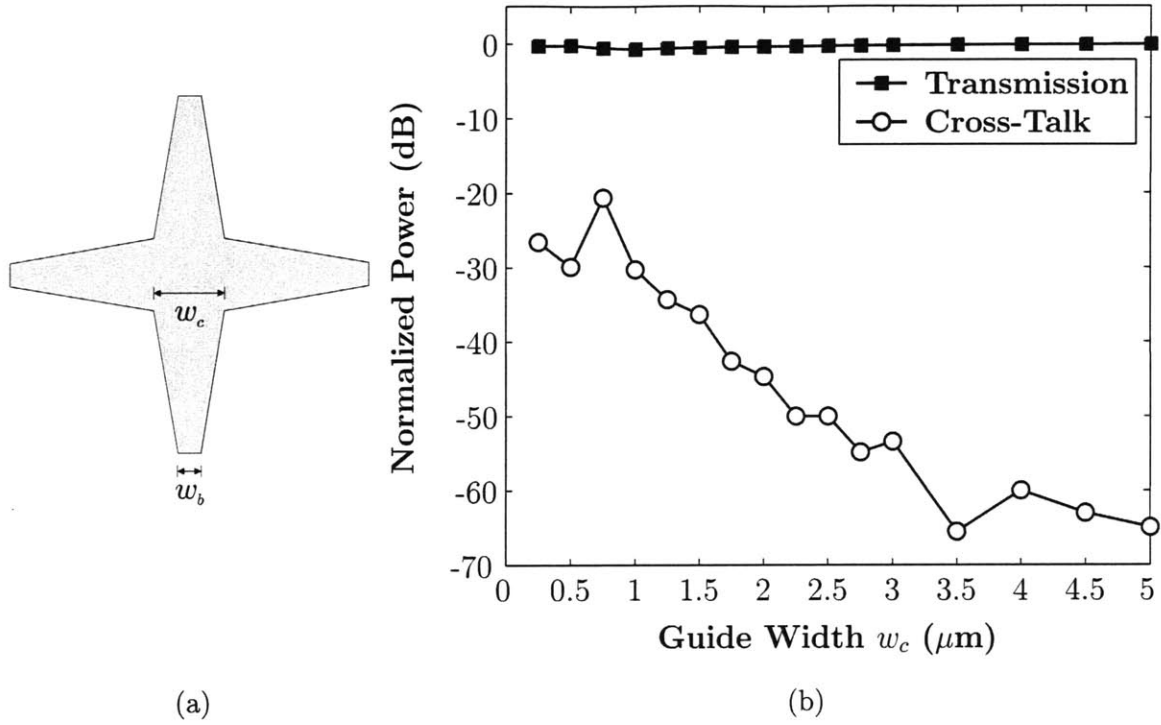 w_c
w_b
(a)
Normalized Power (dB)
0
-10
-20
-30
-40
-50
-60
-70
Transmission
Cross-Talk
0 0.5 1 1.5 2 2.5 3 3.5 4 4.5 5
Guide Width w_c (μm)
(b)